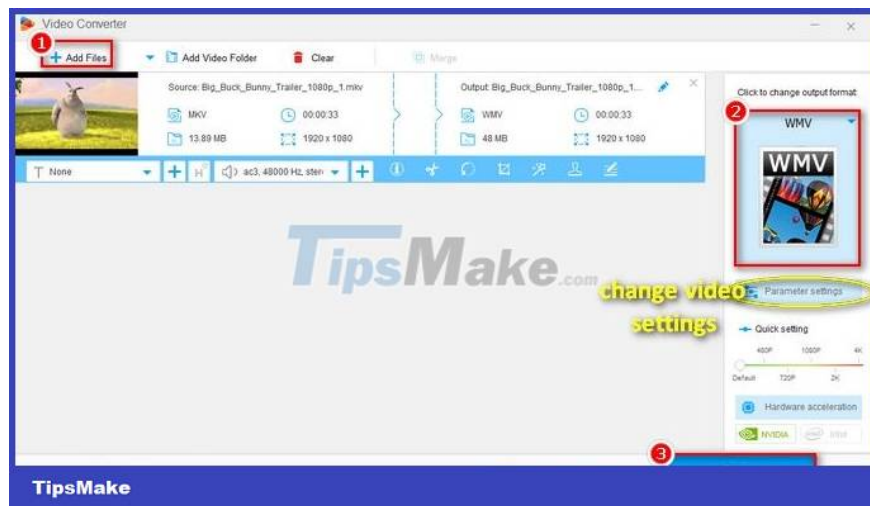 Video Converter
1
+ Add Files
Add Video Folder
Clear
Merge
Source: Big_Buck_Bunny_Trailer_1080p_1.mkv
Output: Big_Buck_Bunny_Trailer_1080p_1...
MKV
00:00:33
WMV
00:00:33
13.89 MB
1920 x 1080
48 MB
1920 x 1080
T None
ac3, 48000 Hz, ster
Click to change output format:
2
WMV
WMV
TipsMake.com
change video
settings
Parameter settings
Quick setting
480P
1080P
4K
Default
720P
2K
Hardware acceleration
NVIDIA
intel
3
TipsMake